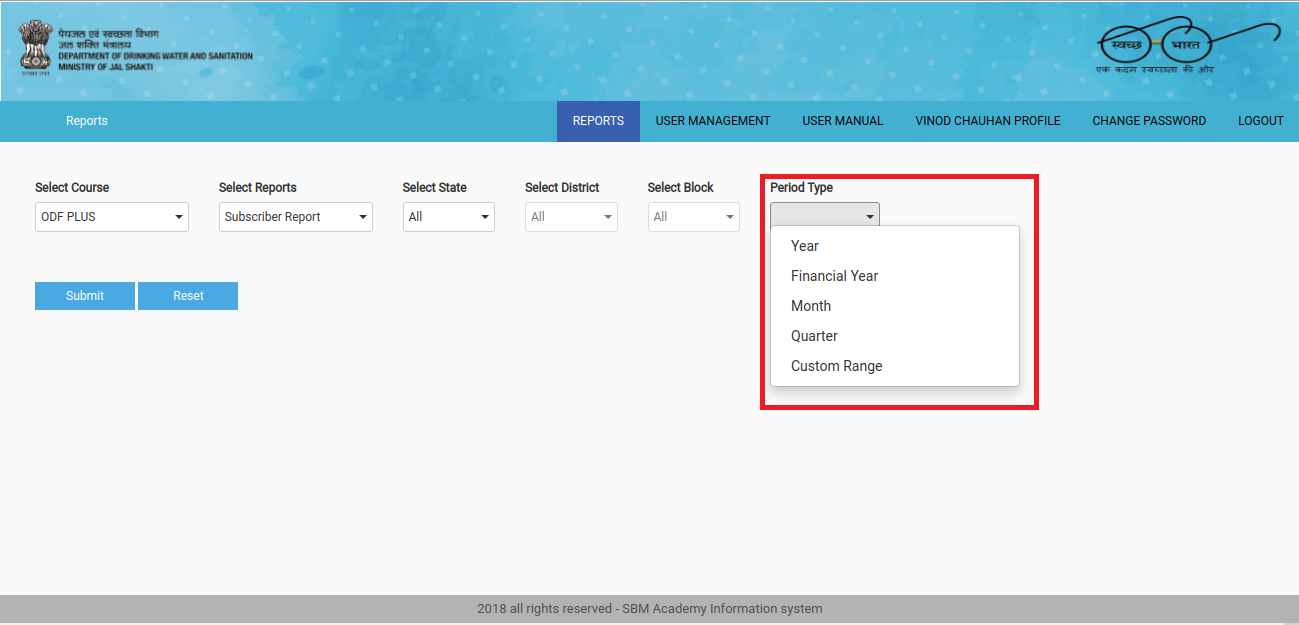 पेयजल एवं स्वच्छता विभाग
जल शक्ति मंत्रालय
DEPARTMENT OF DRINKING WATER AND SANITATION
MINISTRY OF JAL SHAKTI
स्वच्छ भारत
एक कदम स्वच्छता की ओर
Reports REPORTS USER MANAGEMENT USER MANUAL VINOD CHAUHAN PROFILE CHANGE PASSWORD LOGOUT
Select Course Select Reports Select State Select District Select Block Period Type
ODF PLUS Subscriber Report All All All
Year
Financial Year
Month
Quarter
Custom Range
Submit Reset
2018 all rights reserved - SBM Academy Information system